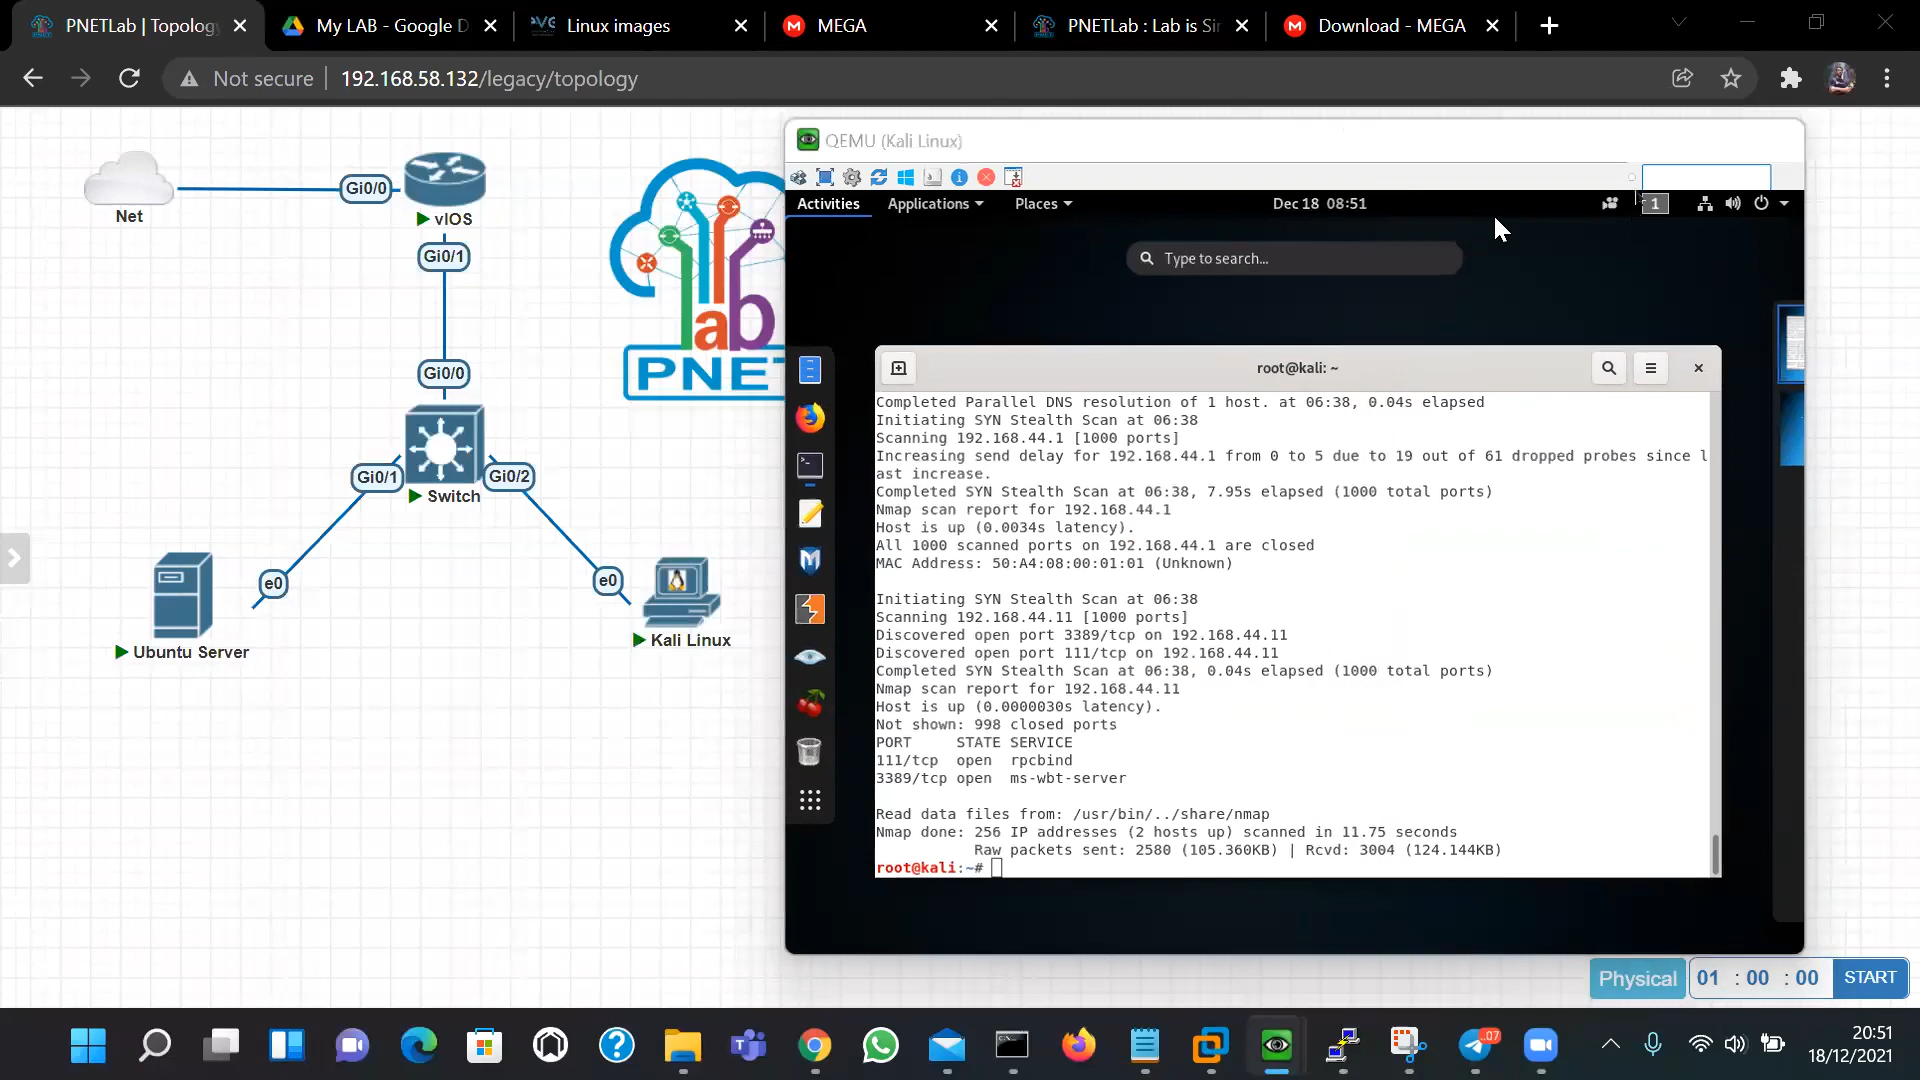 PNETLab | Topolog
My LAB - Google D
Linux images
MEGA
PNETLab : Lab is Sin
Download - MEGA
Not secure
192.168.58.132/legacy/topology
Net
Gi0/0
vIOS
Gi0/1
Gi0/0
Gi0/1
Gi0/2
Switch
e0
e0
Ubuntu Server
Kali Linux
lab
PNET
QEMU (Kali Linux)
Activities
Applications
Places
Dec 18 08:51
1
Type to search...
root@kali: ~
Completed Parallel DNS resolution of 1 host. at 06:38, 0.04s elapsed
Initiating SYN Stealth Scan at 06:38
Scanning 192.168.44.1 [1000 ports]
Increasing send delay for 192.168.44.1 from 0 to 5 due to 19 out of 61 dropped probes since l
ast increase.
Completed SYN Stealth Scan at 06:38, 7.95s elapsed (1000 total ports)
Nmap scan report for 192.168.44.1
Host is up (0.0034s latency).
All 1000 scanned ports on 192.168.44.1 are closed
MAC Address: 50:A4:08:00:01:01 (Unknown)
Initiating SYN Stealth Scan at 06:38
Scanning 192.168.44.11 [1000 ports]
Discovered open port 3389/tcp on 192.168.44.11
Discovered open port 111/tcp on 192.168.44.11
Completed SYN Stealth Scan at 06:38, 0.04s elapsed (1000 total ports)
Nmap scan report for 192.168.44.11
Host is up (0.0000030s latency).
Not shown: 998 closed ports
PORT     STATE SERVICE
111/tcp  open  rpcbind
3389/tcp open  ms-wbt-server
Read data files from: /usr/bin/../share/nmap
Nmap done: 256 IP addresses (2 hosts up) scanned in 11.75 seconds
Raw packets sent: 2580 (105.360KB) | Rcvd: 3004 (124.144KB)
root@kali:~#
Physical
01 : 00 : 00
START
20:51
18/12/2021